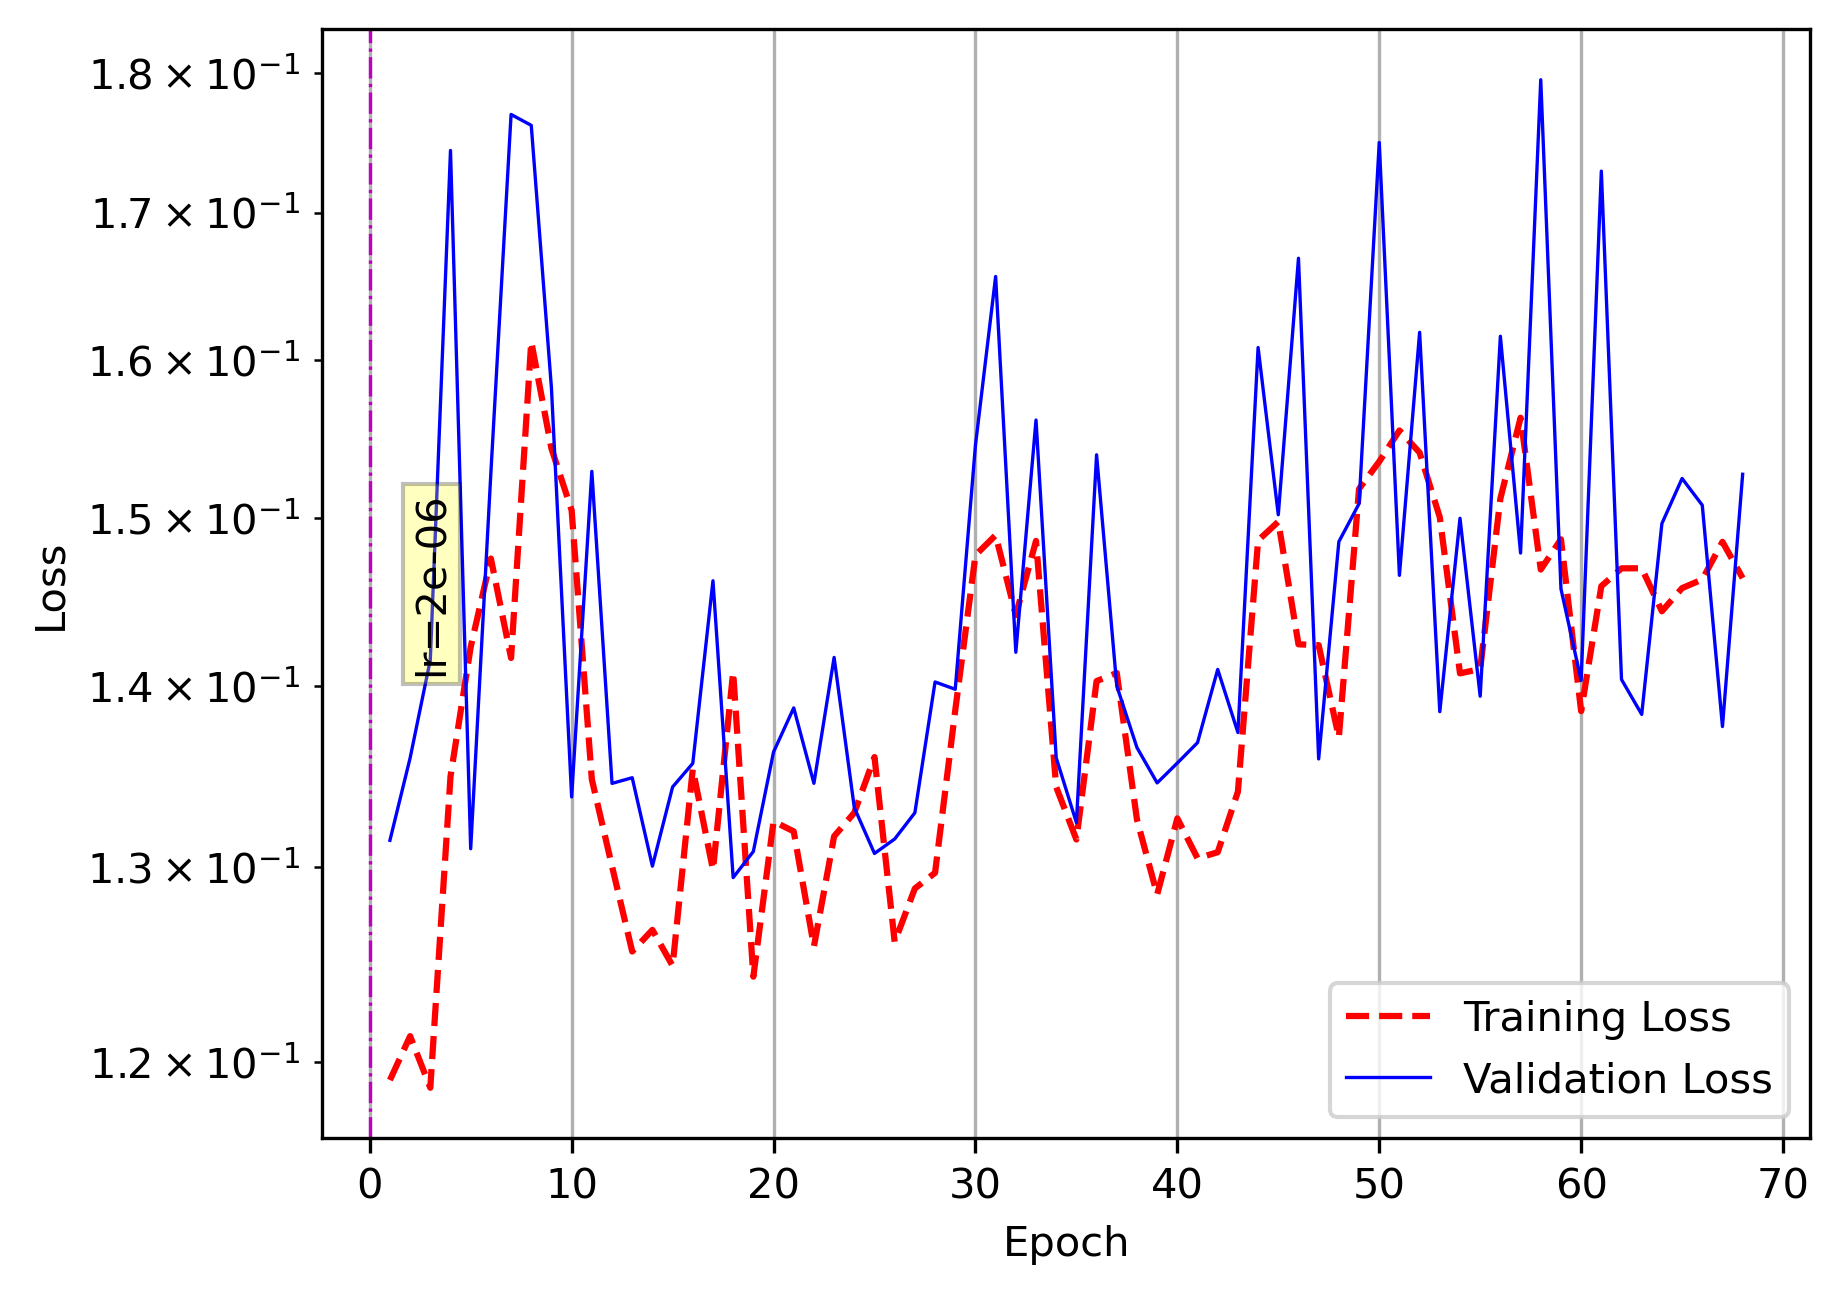 1.8 × 10⁻¹
1.7 × 10⁻¹
1.6 × 10⁻¹
1.5 × 10⁻¹
1.4 × 10⁻¹
1.3 × 10⁻¹
1.2 × 10⁻¹
Loss
lr=2e-06
Training Loss
Validation Loss
0 10 20 30 40 50 60 70
Epoch